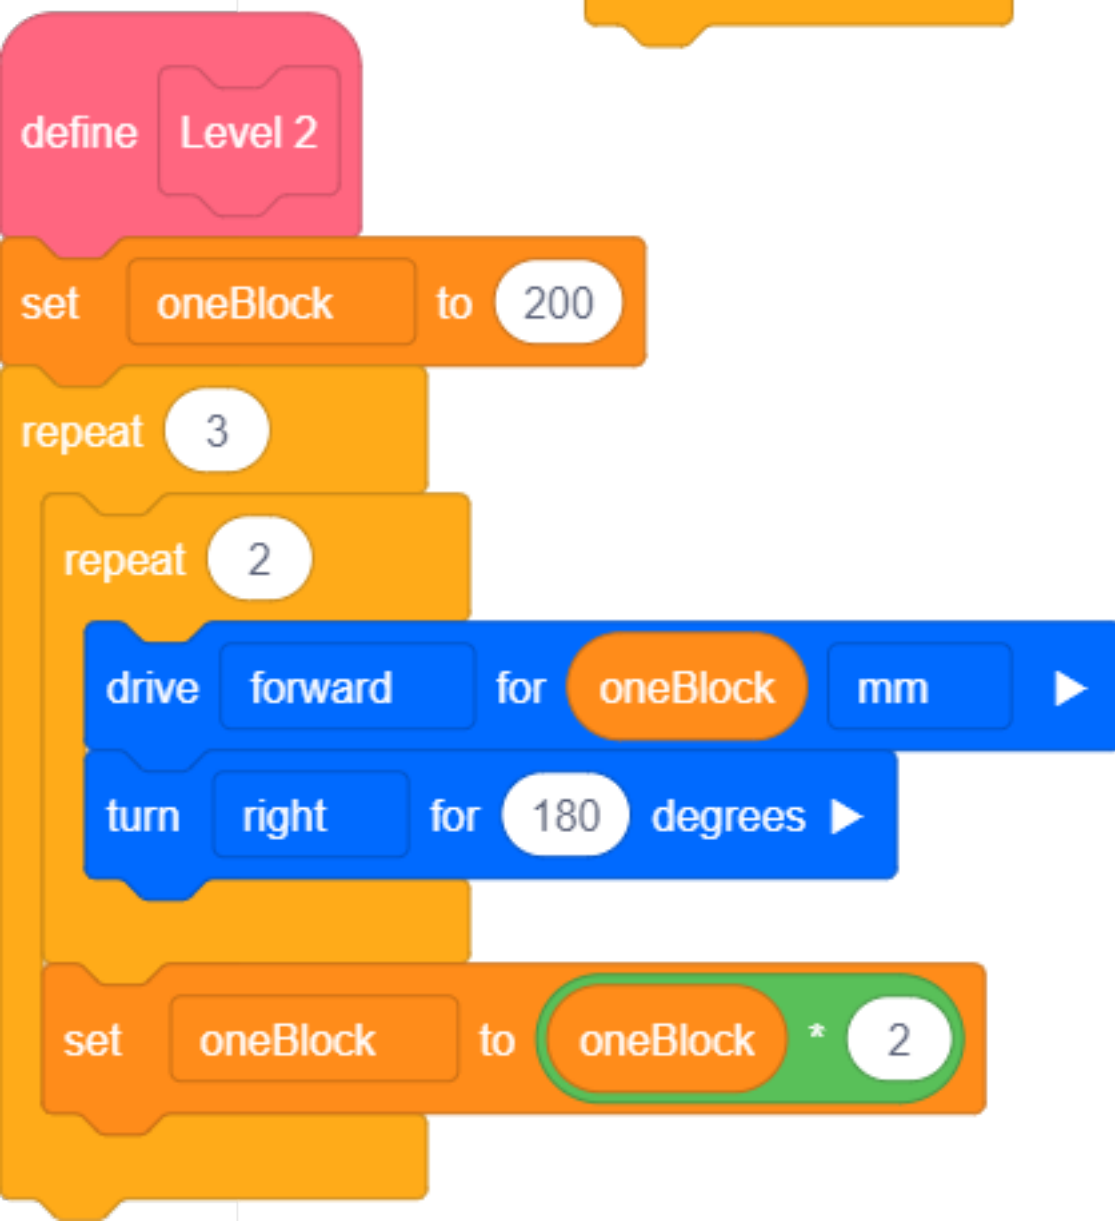 define Level 2
set oneBlock to 200
repeat 3
repeat 2
drive forward for oneBlock mm
turn right for 180 degrees
set oneBlock to oneBlock * 2